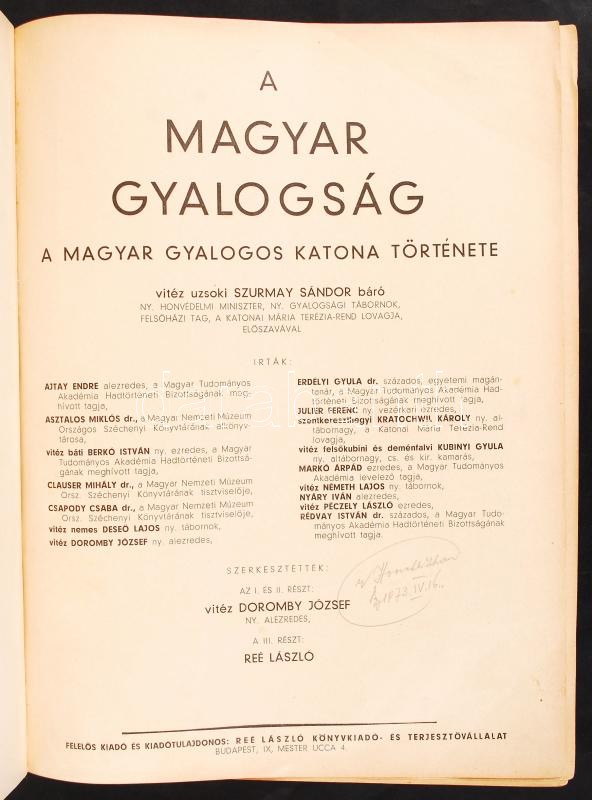 A
MAGYAR
GYALOGSÁG
A MAGYAR GYALOGOS KATONA TÖRTÉNETE
vitéz uzsoki SZURMAY SÁNDOR báró
NY. HONVÉDELMI MINISZTER, NY. GYALOGSÁGI TÁBORNOK,
FELSŐHÁZI TAG, A KATONAI MÁRIA TERÉZIA-REND LOVAGJA,
ELŐSZAVÁVAL
IRTÁK:
AJTAY ENDRE alezredes, a Magyar Tudományos
Akadémia Hadtörténeti Bizottságának meg-
hívott tagja,
ASZTALOS MIKLÓS dr., a Magyar Nemzeti Múzeum
Országos Széchenyi Könyvtárának alkönyv-
tárosa,
vitéz báti BERKÓ ISTVÁN ny. ezredes, a Magyar
Tudományos Akadémia Hadtörténeti Bizottsá-
gának meghívott tagja,
CLAUSER MIHÁLY dr., a Magyar Nemzeti Múzeum
Orsz. Széchenyi Könyvtárának tisztviselője,
CSAPODY CSABA dr., a Magyar Nemzeti Múzeum
Orsz. Széchenyi Könyvtárának tisztviselője,
vitéz nemes DESEŐ LAJOS ny. tábornok,
vitéz DOROMBY JÓZSEF ny. alezredes,
ERDÉLYI GYULA dr. százados, egyetemi magán-
tanár, a Magyar Tudományos Akadémia Had-
történeti Bizottságának meghívott tagja,
JULIER FERENC ny. vezérkari ezredes,
szentkereszthegyi KRATOCHWIL KÁROLY ny. al-
tábornagy, a Katonai Mária Terézia-Rend
lovagja,
vitéz felsőkubini és deménfalvi KUBINYI GYULA
ny. altábornagy, cs. és kir. kamarás,
MARKÓ ÁRPÁD ezredes, a Magyar Tudományos
Akadémia levelező tagja,
vitéz NÉMETH LAJOS ny. tábornok,
NYÁRY IVÁN alezredes,
vitéz PÉCZELY LÁSZLÓ ezredes,
RÉDVAY ISTVÁN dr. százados, a Magyar Tudo-
mányos Akadémia Hadtörténeti Bizottságának
meghívott tagja.
SZERKESZTETTÉK:
AZ I. ÉS II. RÉSZT:
vitéz DOROMBY JÓZSEF
NY. ALEZREDES,
A III. RÉSZT:
REÉ LÁSZLÓ
1973.IV.16.
FELELŐS KIADÓ ÉS KIADÓTULAJDONOS: REÉ LÁSZLÓ KÖNYVKIADÓ- ÉS TERJESZTŐVÁLLALAT
BUDAPEST, IX, MESTER UCCA 4.